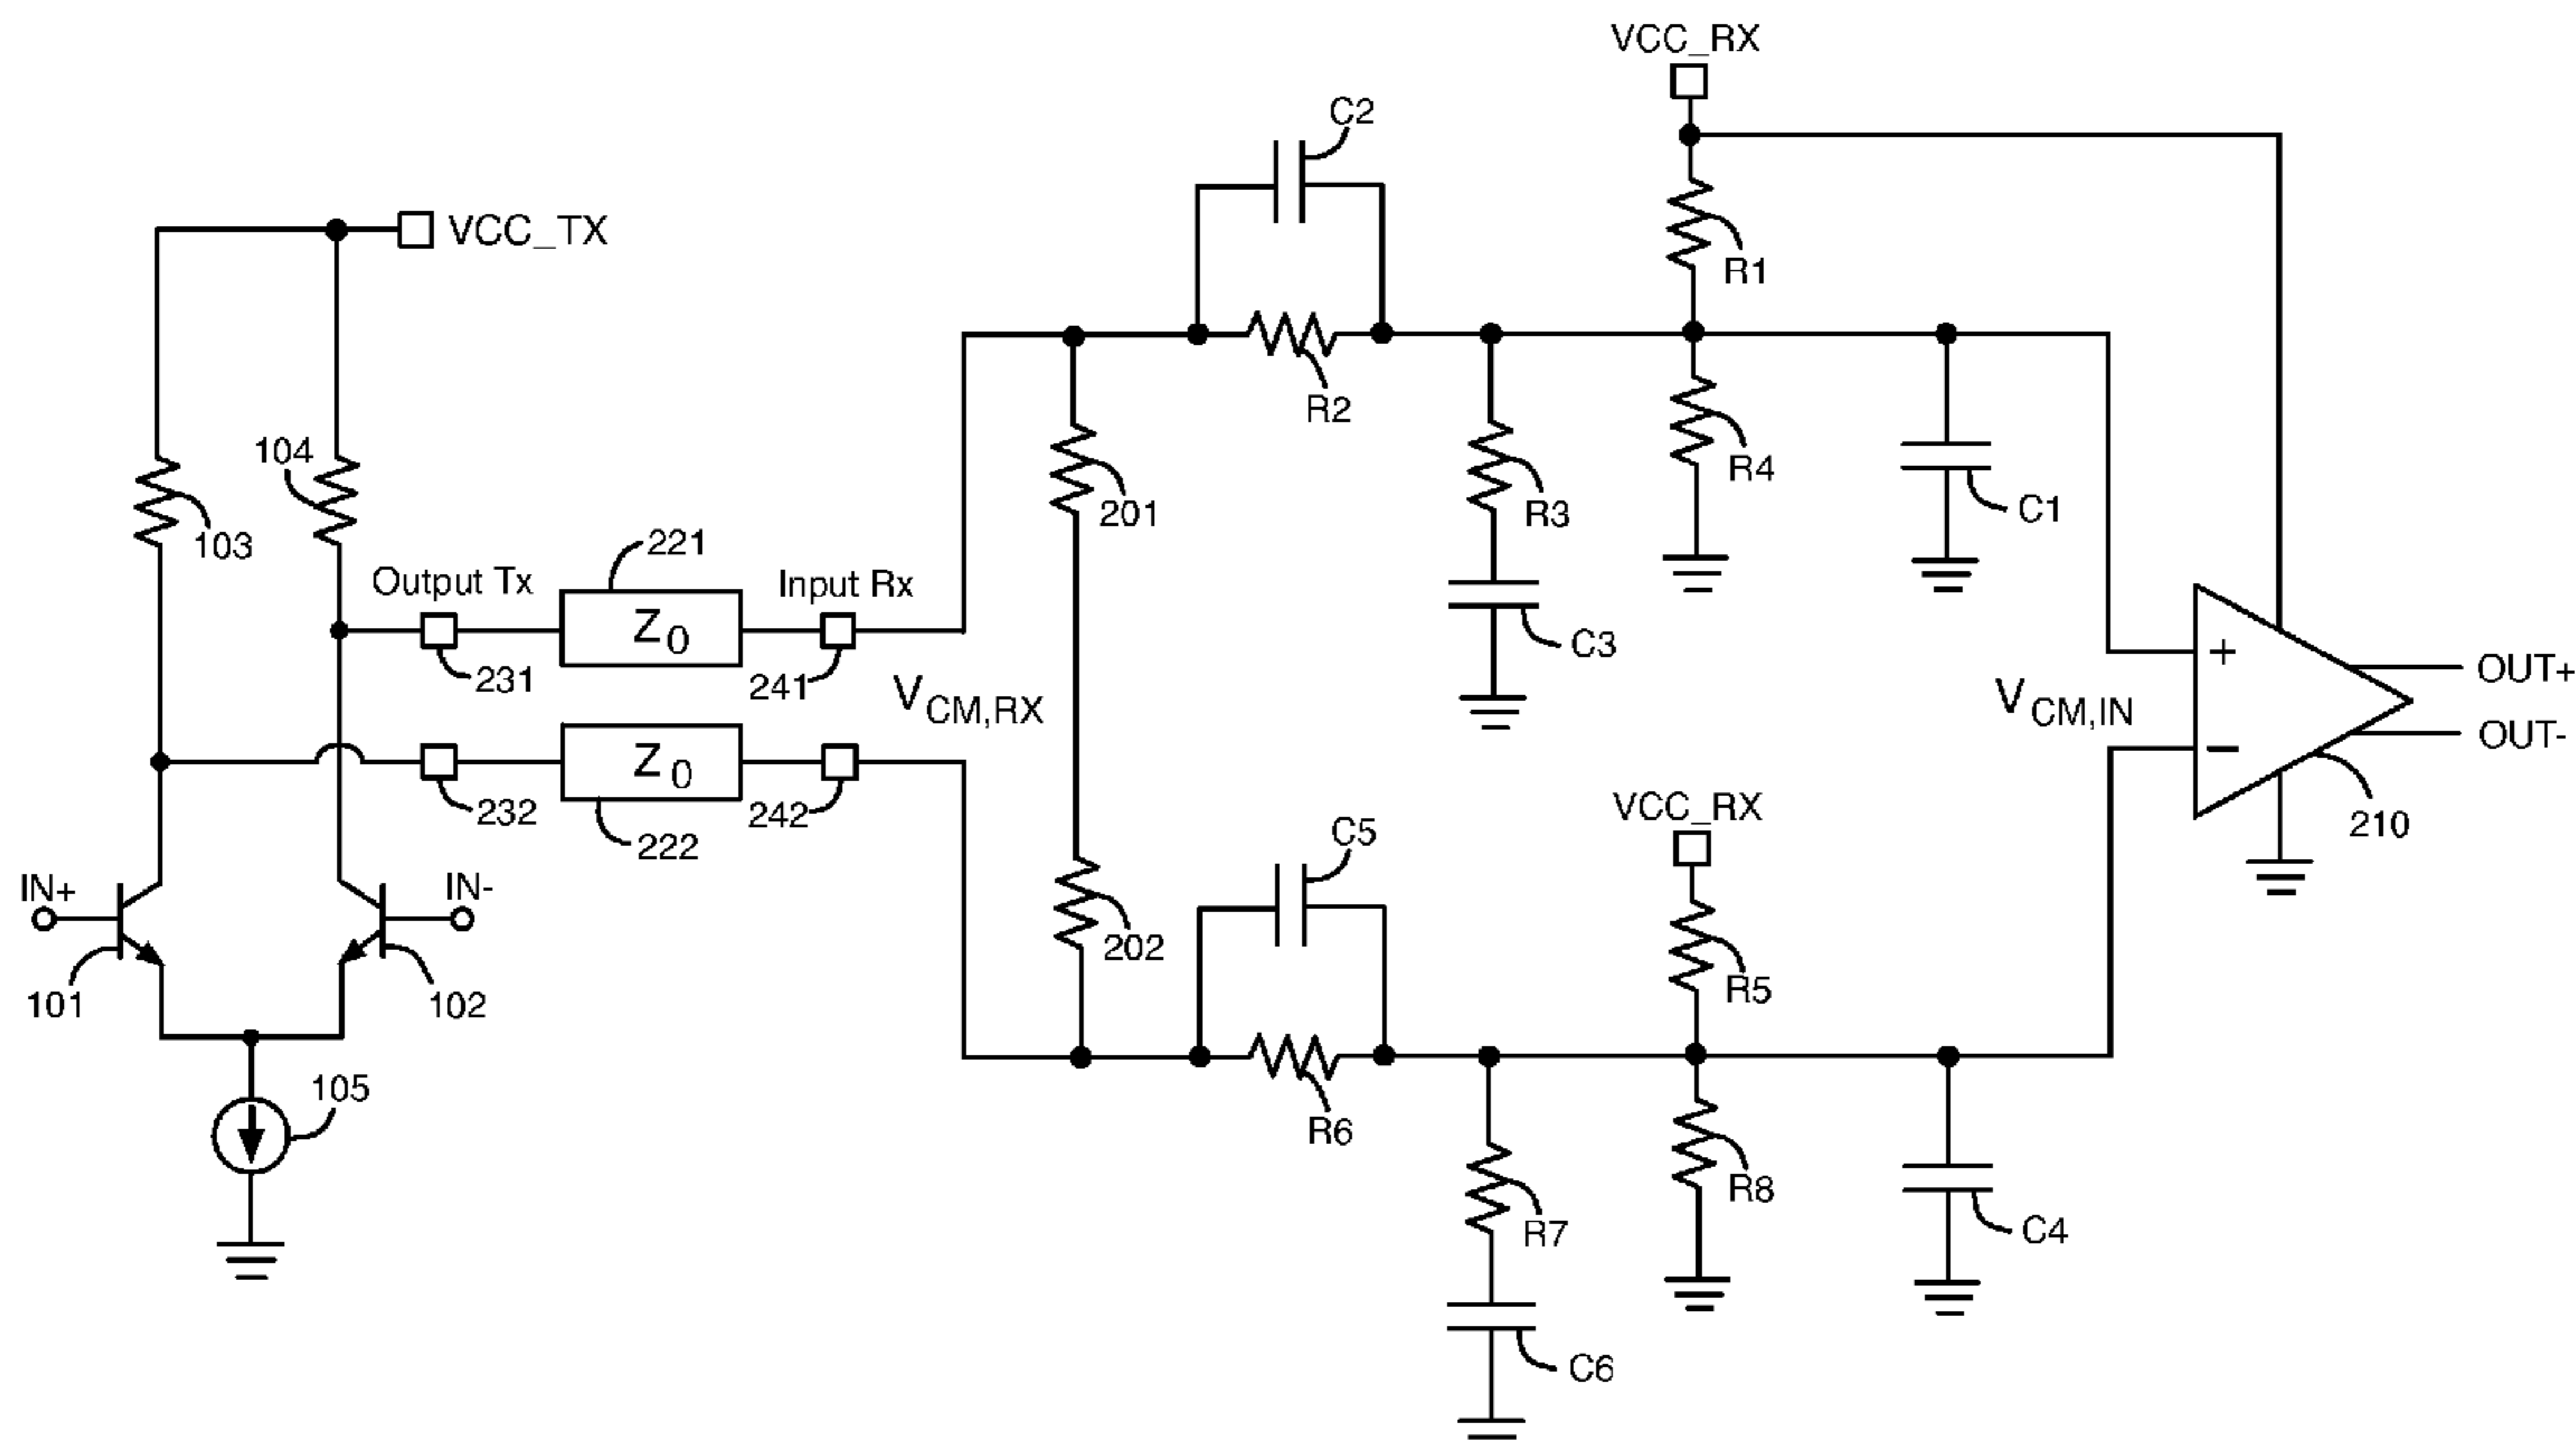 VCC_RX
C2
VCC_TX
R1
R2
104
R4
103
201
R3
C1
221
Output Tx
Input Rx
Z0
C3
231
241
VCM,RX
VCM,IN
+
OUT+
Z0
−
OUT-
232
242
222
VCC_RX
210
C5
IN+
IN-
202
R5
101
102
105
R6
R8
R7
C4
C6